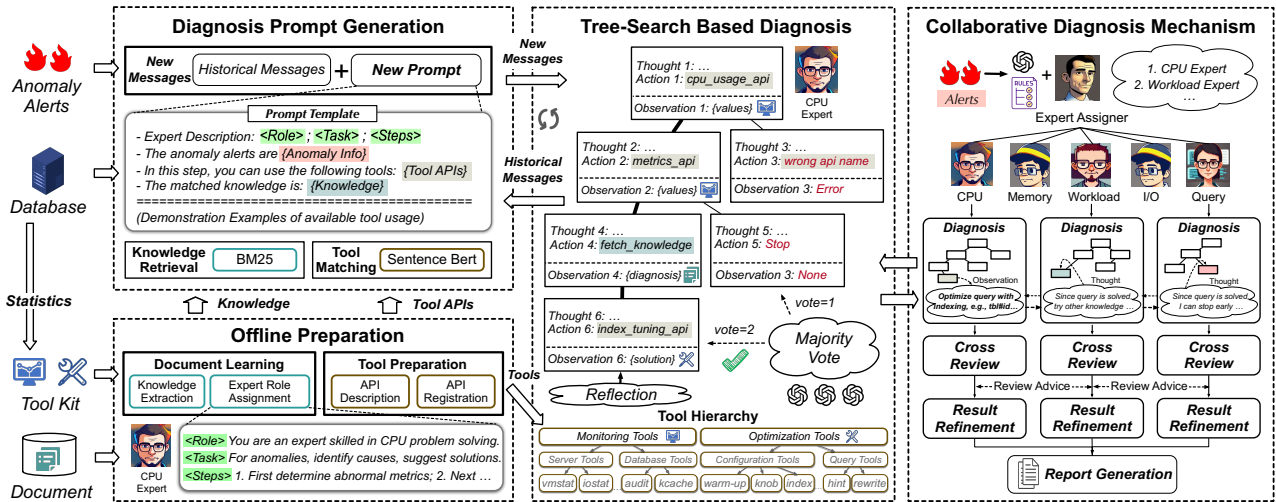 Anomaly
Alerts
Database
Statistics
Tool Kit
Document
Diagnosis Prompt Generation
New
Messages
Historical Messages
+
New Prompt
Prompt Template
- Expert Description: <Role> ; <Task> ; <Steps>
- The anomaly alerts are {Anomaly Info}
- In this step, you can use the following tools: {Tool APIs}
- The matched knowledge is: {Knowledge}
=============================================
(Demonstration Examples of available tool usage)
Knowledge
Retrieval
BM25
Tool
Matching
Sentence Bert
Knowledge
Tool APIs
Offline Preparation
Document Learning
Knowledge
Extraction
Expert Role
Assignment
Tool Preparation
API
Description
API
Registration
CPU
Expert
<Role> You are an expert skilled in CPU problem solving.
<Task> For anomalies, identify causes, suggest solutions.
<Steps> 1. First determine abnormal metrics; 2. Next …
New
Messages
Historical
Messages
Tools
Tree-Search Based Diagnosis
Thought 1: …
Action 1: cpu_usage_api
Observation 1: {values}
CPU
Expert
Thought 2: …
Action 2: metrics_api
Observation 2: {values}
Thought 3: …
Action 3: wrong api name
Observation 3: Error
Thought 4: …
Action 4: fetch_knowledge
Observation 4: {diagnosis}
Thought 5: …
Action 5: Stop
Observation 3: None
Thought 6: …
Action 6: index_tuning_api
Observation 6: {solution}
vote=1
vote=2
Majority
Vote
Reflection
Tool Hierarchy
Monitoring Tools
Optimization Tools
Server Tools
Database Tools
Configuration Tools
Query Tools
vmstat
iostat
...
audit
kcache
warm-up
knob
index
...
hint
rewrite
Collaborative Diagnosis Mechanism
Alerts
RULES
+
Expert Assigner
1. CPU Expert
2. Workload Expert
…
CPU
Memory
Workload
I/O
Query
Diagnosis
Observation
Optimize query with
Diagnosis
Thought
Since query is solved,
try other knowledge …
Diagnosis
Thought
Since query is solved,
I can stop early …
Cross
Review
Cross
Review
Cross
Review
Review Advice
Review Advice
Result
Refinement
Result
Refinement
Result
Refinement
Report Generation